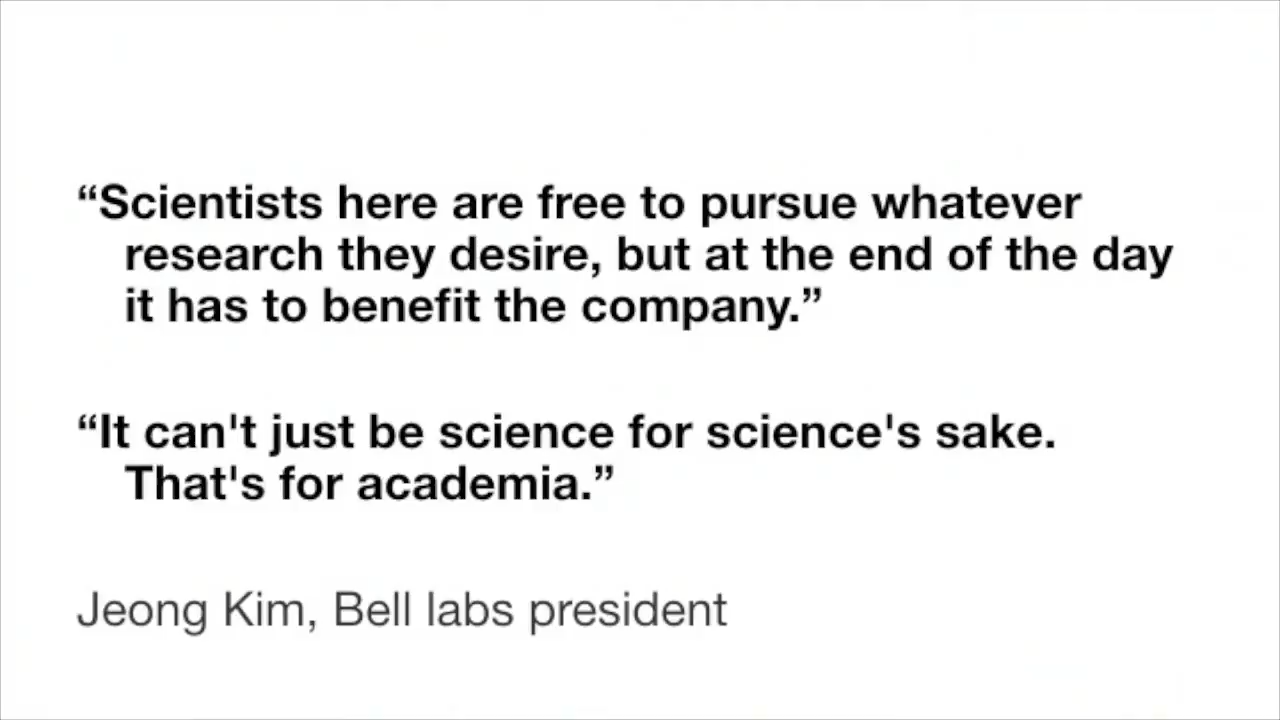 “Scientists here are free to pursue whatever
research they desire, but at the end of the day
it has to benefit the company.”
“It can't just be science for science's sake.
That's for academia.”
Jeong Kim, Bell labs president